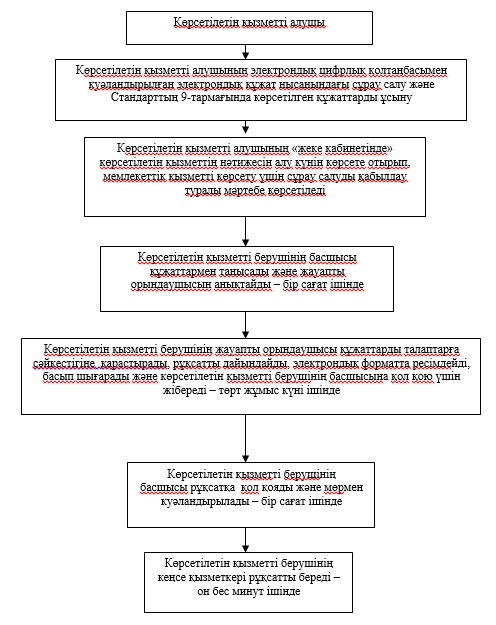 Көрсетілетін қызметті алушы
Көрсетілетін қызметті алушының электрондық цифрлық қолтаңбасымен
қуәландырылған электрондық құжат нысанындағы сұрау салу және
Стандарттың 9-тармағында көрсетілген құжаттарды ұсыну
Көрсетілетін қызметті алушының «жеке кабинетінде»
көрсетілетін қызметтің нәтижесін алу күнін көрсете отырып,
мемлекеттік қызметті көрсету үшін сұрау салуды қабылдау
туралы мәртебе көрсетіледі
Көрсетілетін қызметті берушінің басшысы
құжаттармен танысады және жауапты
орындаушысын анықтайды – бір сағат ішінде
Көрсетілетін қызметті берушінің жауапты орындаушысы құжаттарды талаптарға
сәйкестігіне қарастырады, рұқсатты дайындайды, электрондық форматта ресімдейді,
басып шығарады және көрсетілетін қызметті берушінің басшысына қол қою үшін
жібереді – төрт жұмыс күні ішінде
Көрсетілетін қызметті берушінің
басшысы рұқсатқа қол қояды және мөрмен
куәландырылады – бір сағат ішінде
Көрсетілетін қызметті берушінің
кеңсе қызметкері рұқсатты береді –
он бес минут ішінде